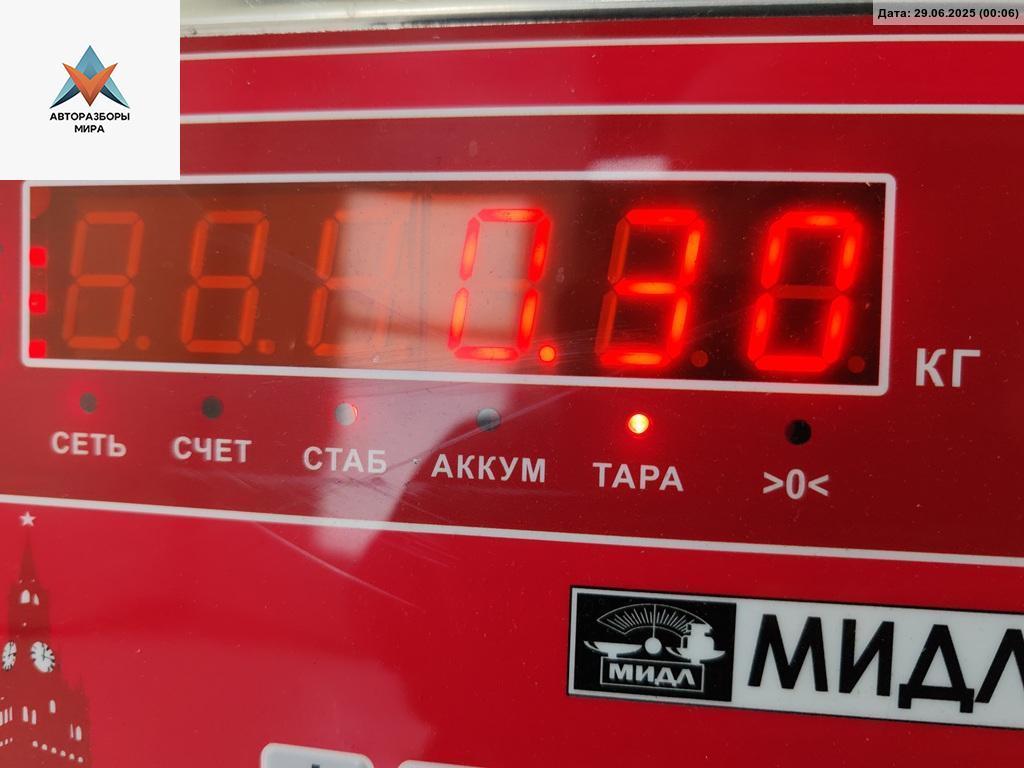 Дата: 29.06.2025 (00:06)
АВТОРАЗБОРЫ
МИРА
0.30
КГ
СЕТЬ СЧЕТ СТАБ АККУМ ТАРА >0<
МИДЛ
МИДЛ